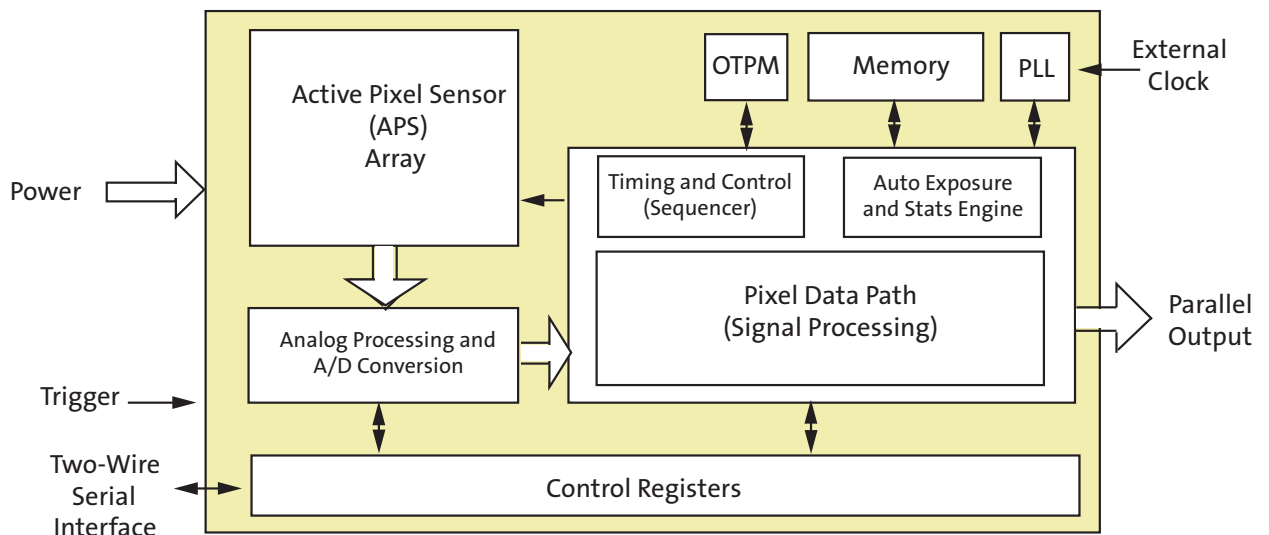 Active Pixel Sensor
(APS)
Array
OTPM
Memory
PLL
External
Clock
Power
Timing and Control
(Sequencer)
Auto Exposure
and Stats Engine
Pixel Data Path
(Signal Processing)
Parallel
Output
Analog Processing and
A/D Conversion
Trigger
Two-Wire
Serial
Interface
Control Registers